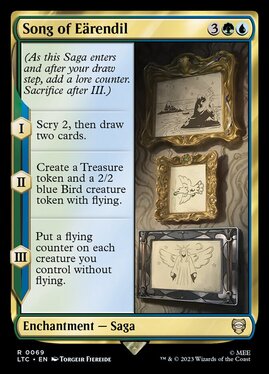 Song of Eärendil 3
(As this Saga enters
and after your draw
step, add a lore counter.
Sacrifice after III.)
I
Scry 2, then draw
two cards.
II
Create a Treasure
token and a 2/2
blue Bird creature
token with flying.
III
Put a flying
counter on each
creature you
control without
flying.
Enchantment — Saga
R 0069
LTC • EN TORGEIR FJEREIDE
© MEE
™ & © 2023 Wizards of the Coast